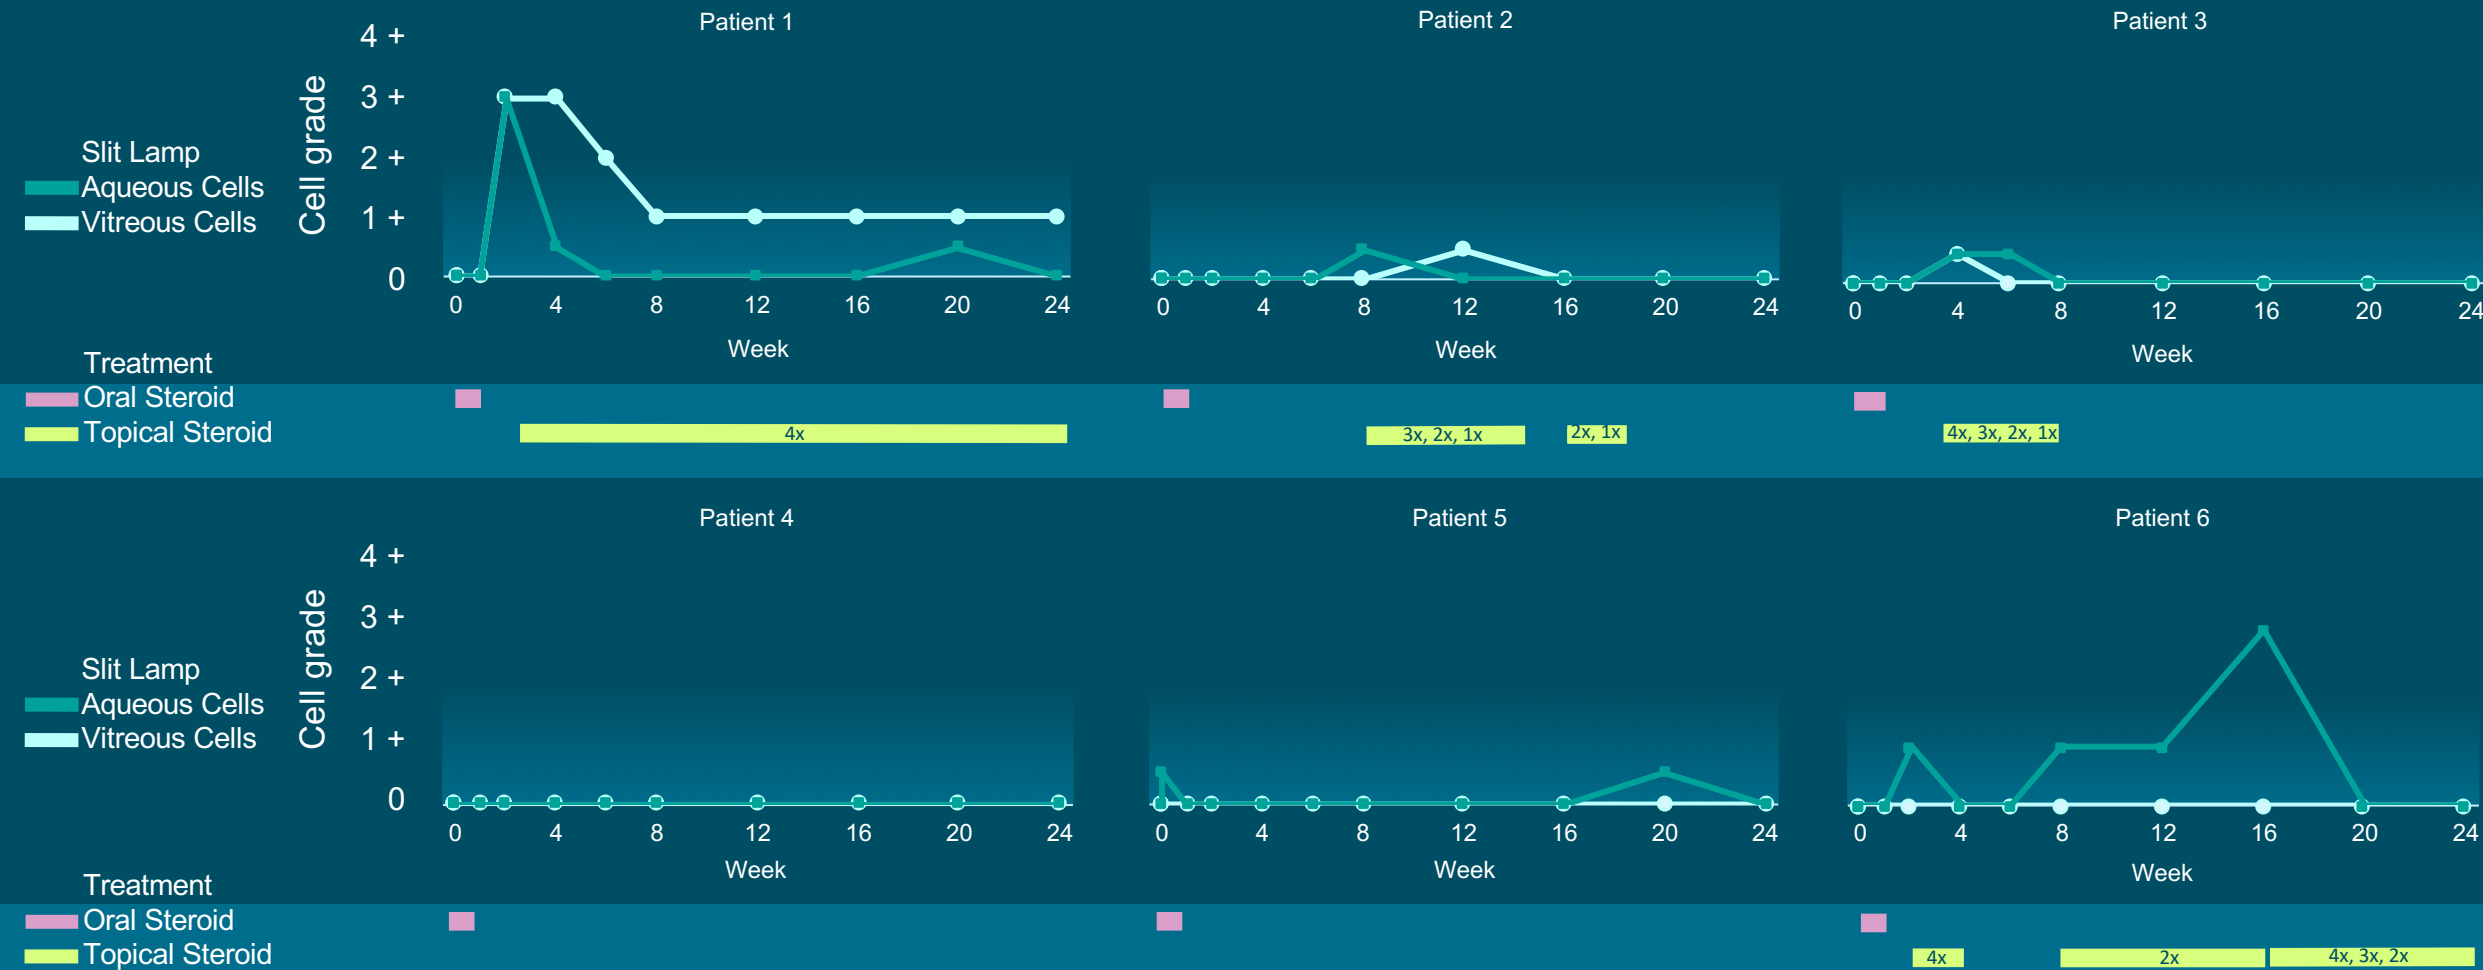 Patient 1
Patient 2
Patient 3
4 +
3 +
2 +
1 +
0
Cell grade
Slit Lamp
Aqueous Cells
Vitreous Cells
0 4 8 12 16 20 24
0 4 8 12 16 20 24
0 4 8 12 16 20 24
Week
Week
Week
Treatment
Oral Steroid
Topical Steroid
4x
3x, 2x, 1x
2x, 1x
4x, 3x, 2x, 1x
Patient 4
Patient 5
Patient 6
4 +
3 +
2 +
1 +
0
Cell grade
Slit Lamp
Aqueous Cells
Vitreous Cells
0 4 8 12 16 20 24
0 4 8 12 16 20 24
0 4 8 12 16 20 24
Week
Week
Week
Treatment
Oral Steroid
Topical Steroid
4x
2x
4x, 3x, 2x